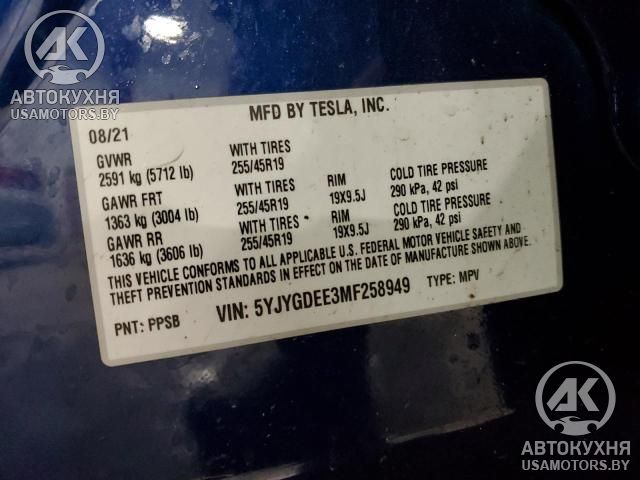 AK
АВТОКУХНЯ
USAMOTORS.BY
MFD BY TESLA, INC.
08/21
GVWR WITH TIRES
2591 kg (5712 lb) 255/45R19
GAWR FRT WITH TIRES RIM COLD TIRE PRESSURE
1363 kg (3004 lb) 255/45R19 19X9.5J 290 kPa, 42 psi
GAWR RR WITH TIRES RIM COLD TIRE PRESSURE
1636 kg (3606 lb) 255/45R19 19X9.5J 290 kPa, 42 psi
THIS VEHICLE CONFORMS TO ALL APPLICABLE U.S. FEDERAL MOTOR VEHICLE SAFETY AND
THEFT PREVENTION STANDARDS IN EFFECT ON THE DATE OF MANUFACTURE SHOWN ABOVE.
PNT: PPSB VIN: 5YJYGDEE3MF258949 TYPE: MPV
AK
АВТОКУХНЯ
USAMOTORS.BY